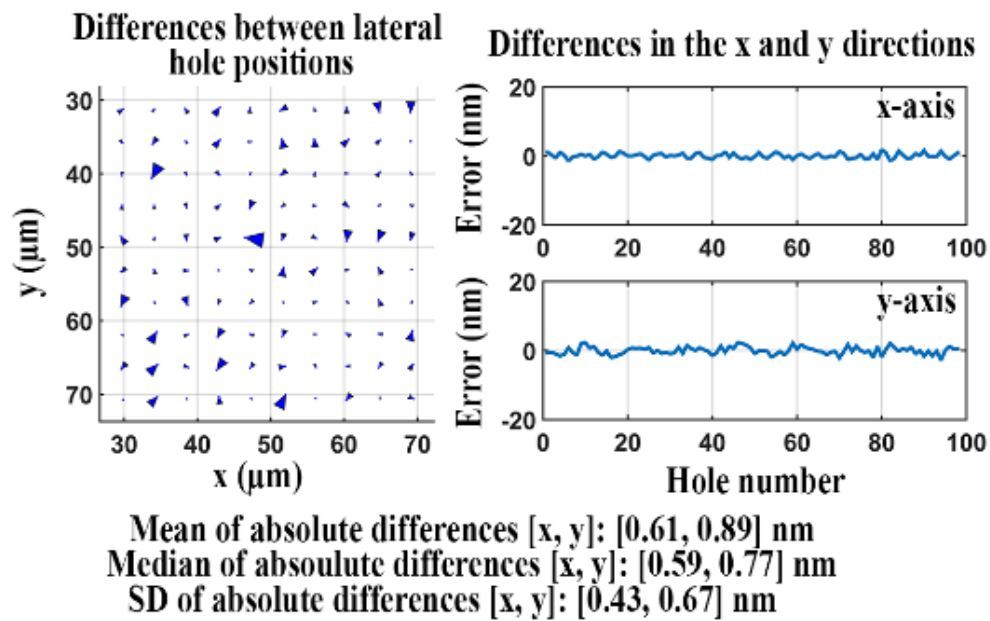 Differences between lateral
hole positions
30
40
50
60
70
y (μm)
30 40 50 60 70
x (μm)
Differences in the x and y directions
20
0
-20
Error (nm)
x-axis
0 20 40 60 80 100
20
0
-20
Error (nm)
y-axis
0 20 40 60 80 100
Hole number
Mean of absolute differences [x, y]: [0.61, 0.89] nm
Median of absoulute differences [x, y]: [0.59, 0.77] nm
SD of absolute differences [x, y]: [0.43, 0.67] nm